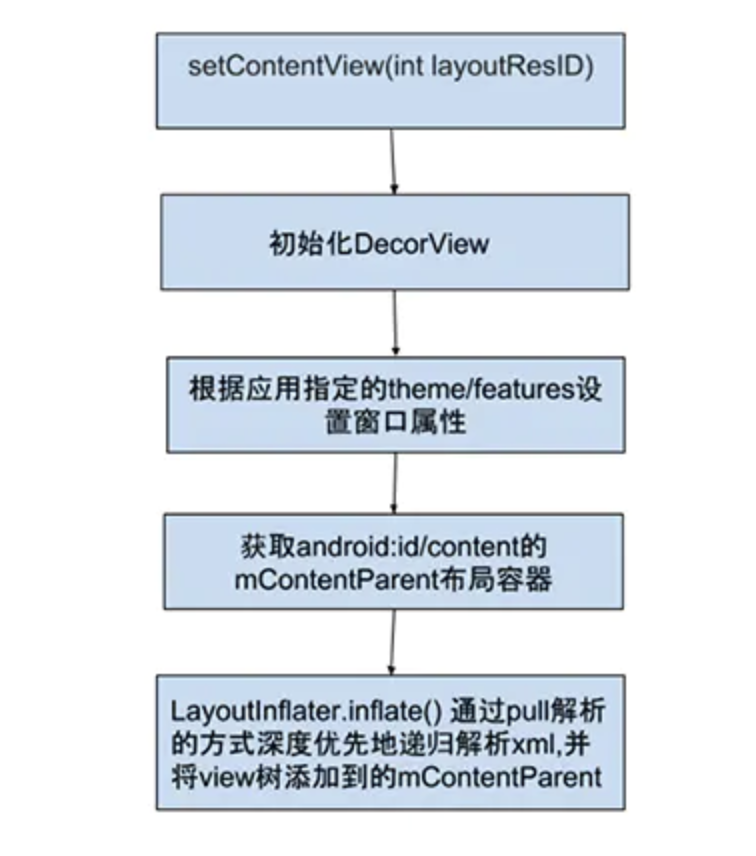 setContentView(int layoutResID)
初始化DecorView
根据应用指定的theme/features设
置窗口属性
获取android:id/content的
mContentParent布局容器
LayoutInflater.inflate() 通过pull解析
的方式深度优先地递归解析xml,并
将view树添加到的mContentParent